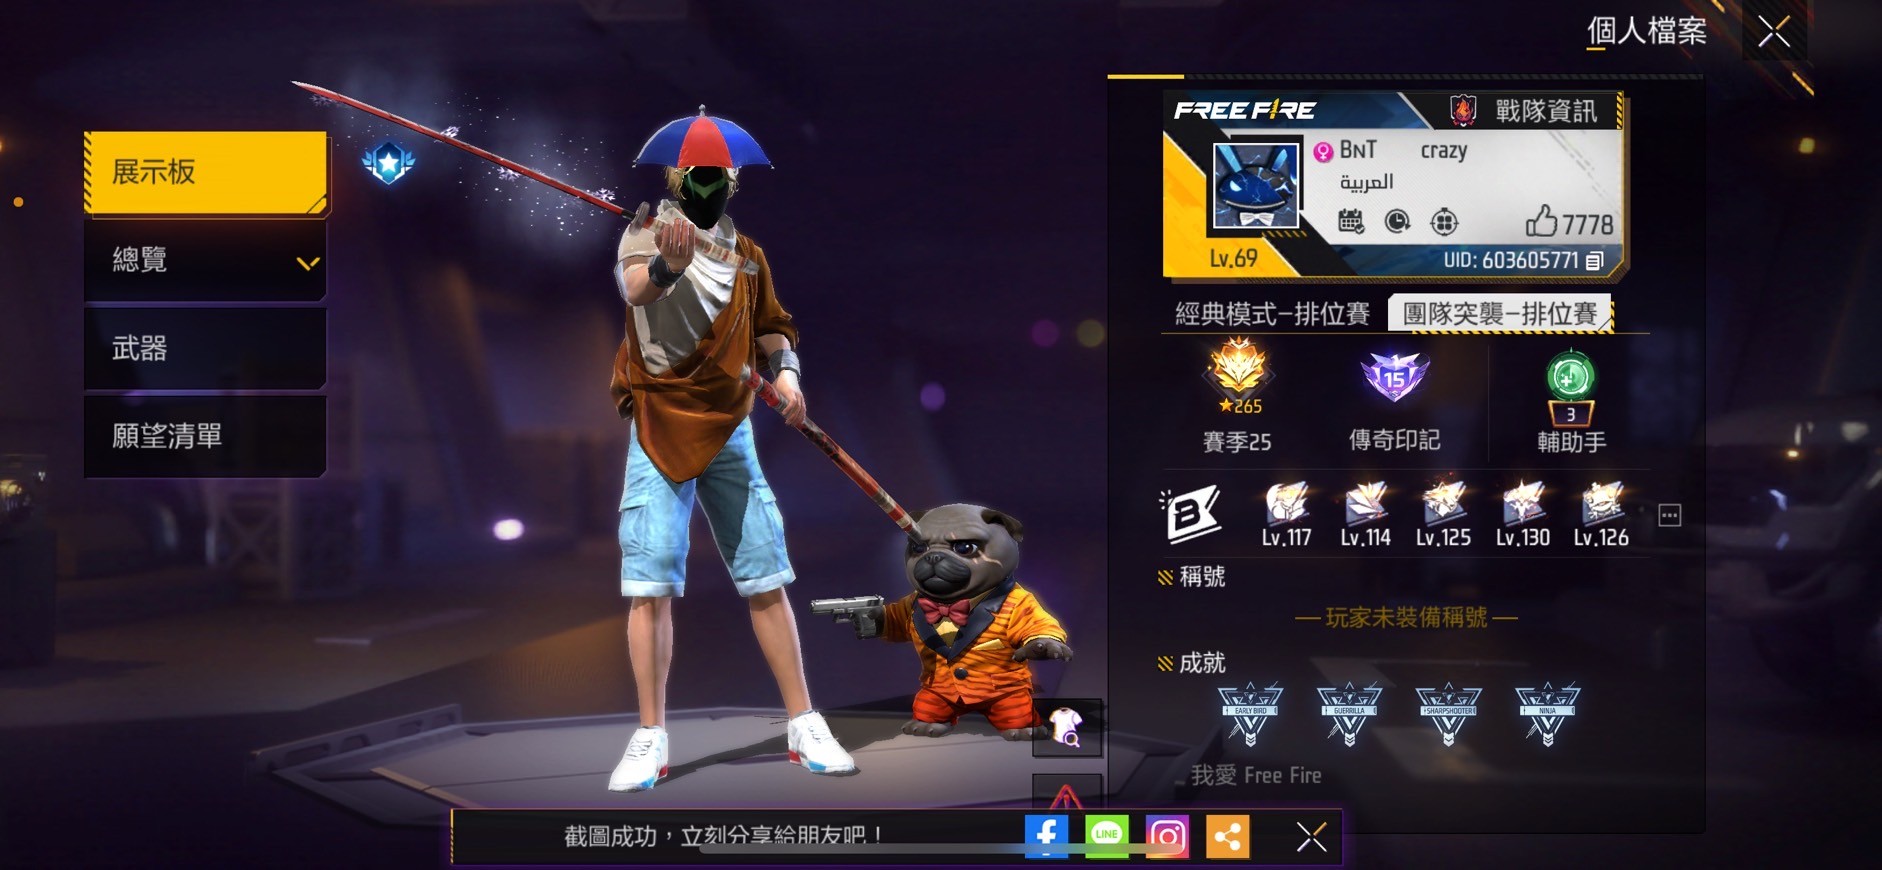 個人檔案
展示板
總覽
武器
願望清單
FREE FIRE
戰隊資訊
BNT crazy
العربية
7778
Lv.69
UID: 603605771
經典模式-排位賽
團隊突襲-排位賽
★265
15
3
賽季25
傳奇印記
輔助手
B
Lv.117
Lv.114
Lv.125
Lv.130
Lv.126
稱號
玩家未裝備稱號
成就
EARLY BIRD
GUERRILLA
SHARPSHOOTER
NINJA
我愛 Free Fire
截圖成功，立刻分享給朋友吧！
LINE